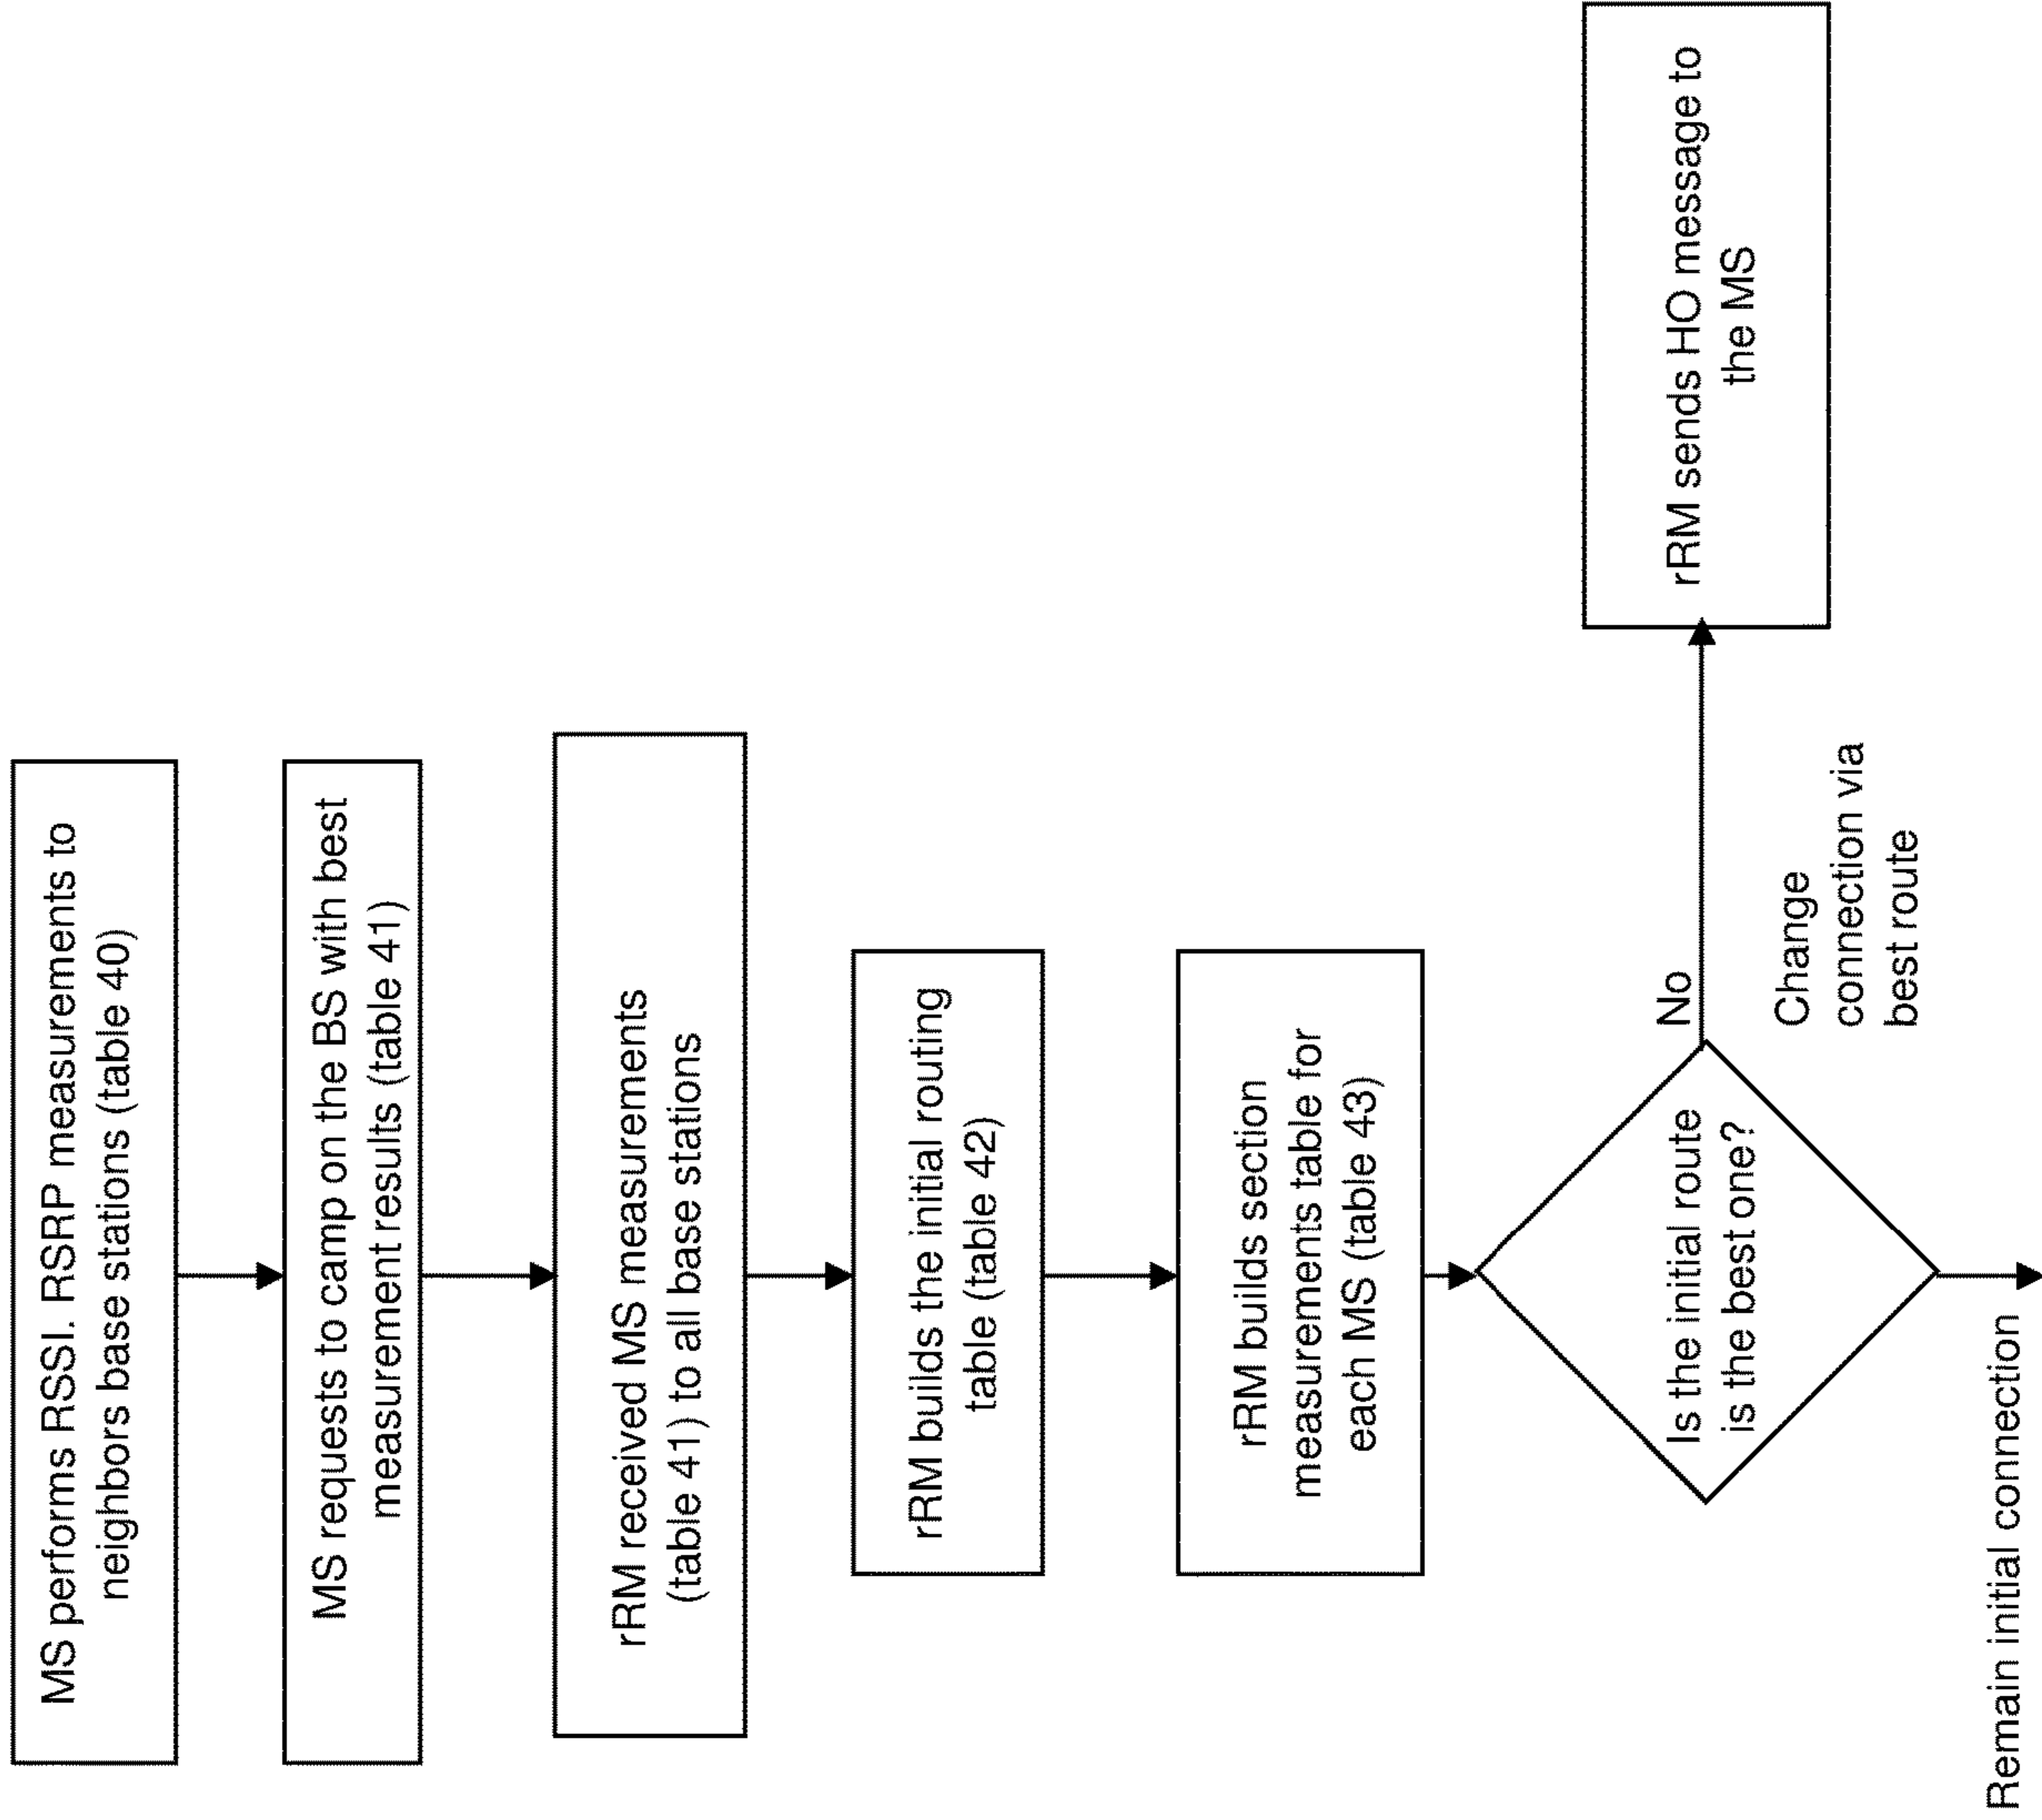 MS performs RSSI. RSRP measurements to
neighbors base stations (table 40)
MS requests to camp on the BS with best
measurement results (table 41)
rRM received MS measurements
(table 41) to all base stations
rRM builds the initial routing
table (table 42)
rRM builds section
measurements table for
each MS (table 43)
Is the initial route
is the best one?
No
Change
connection via
best route
rRM sends HO message to
the MS
Remain initial connection